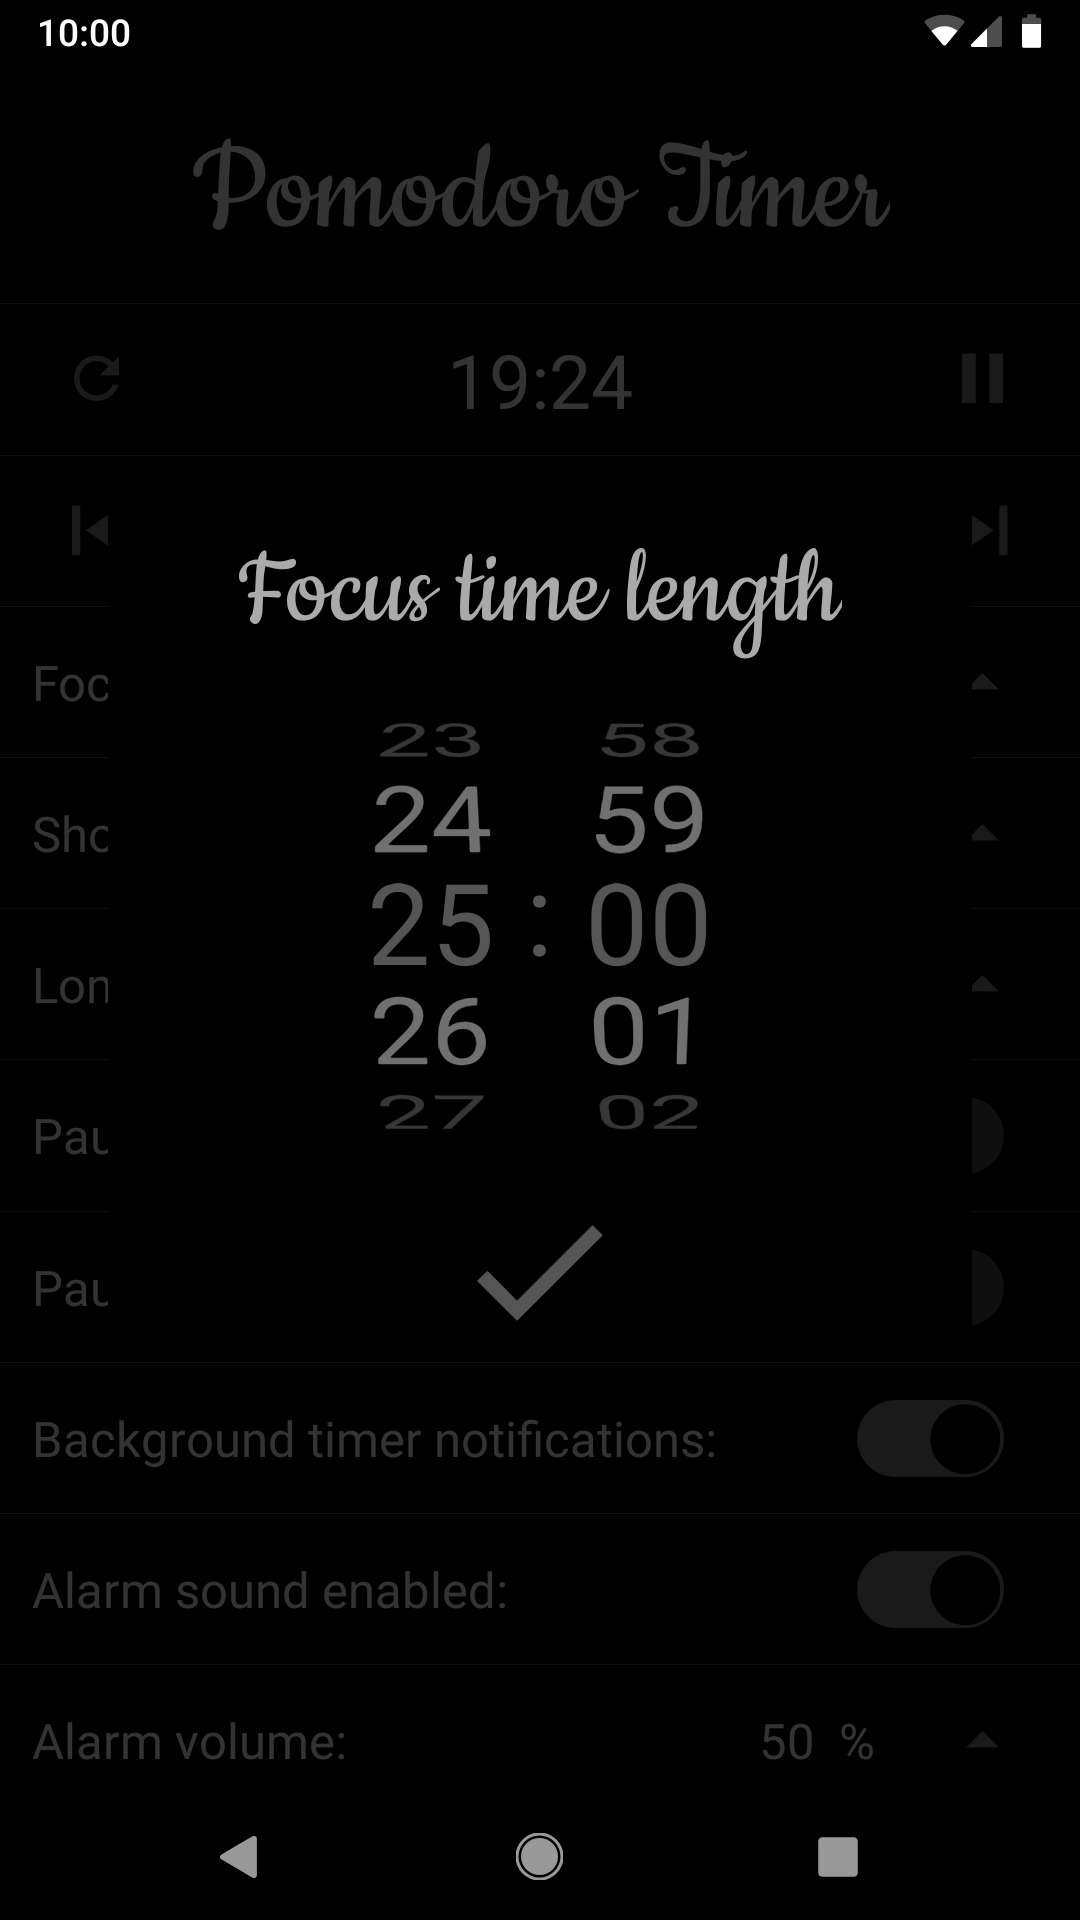 10:00
Pomodoro Timer
19:24
Focus time length
Foc
23 58
Sho
24 59
25 : 00
Lon
26 01
Pau
27 02
Pau
Background timer notifications:
Alarm sound enabled:
Alarm volume: 50 %